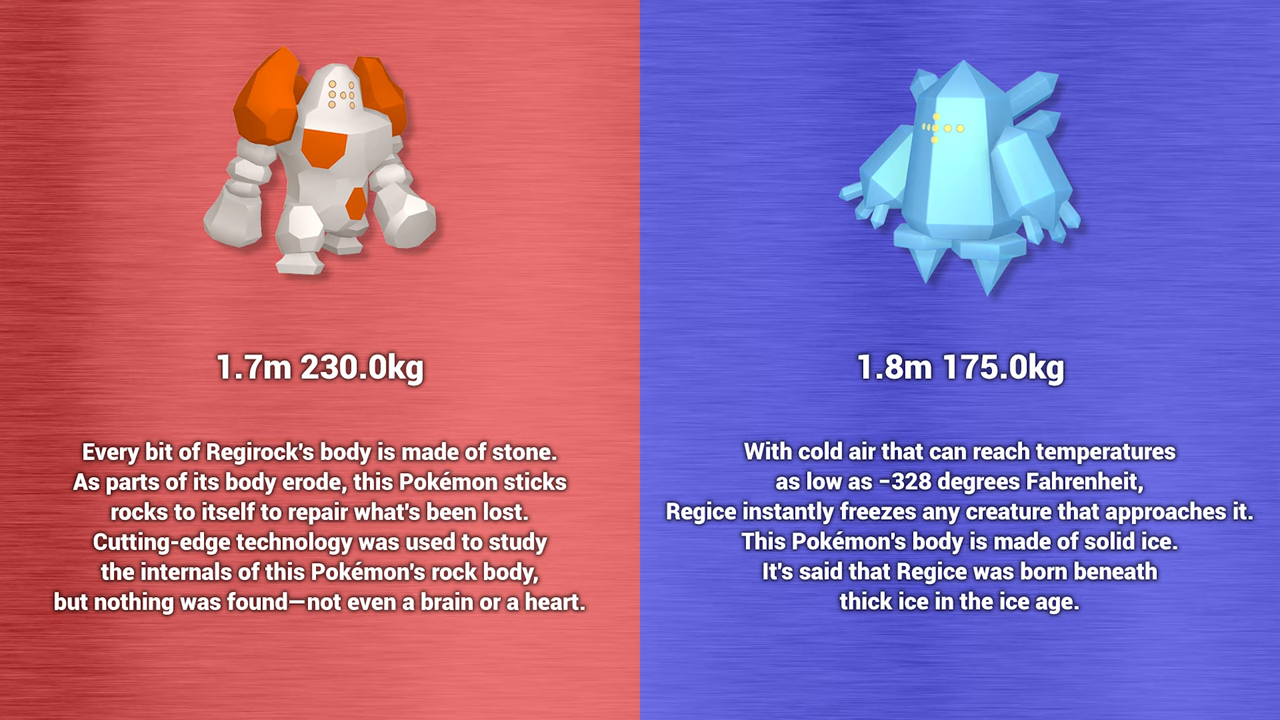 1.7m 230.0kg
Every bit of Regirock's body is made of stone.
As parts of its body erode, this Pokémon sticks
rocks to itself to repair what's been lost.
Cutting-edge technology was used to study
the internals of this Pokémon's rock body,
but nothing was found—not even a brain or a heart.
1.8m 175.0kg
With cold air that can reach temperatures
as low as −328 degrees Fahrenheit,
Regice instantly freezes any creature that approaches it.
This Pokémon's body is made of solid ice.
It's said that Regice was born beneath
thick ice in the ice age.